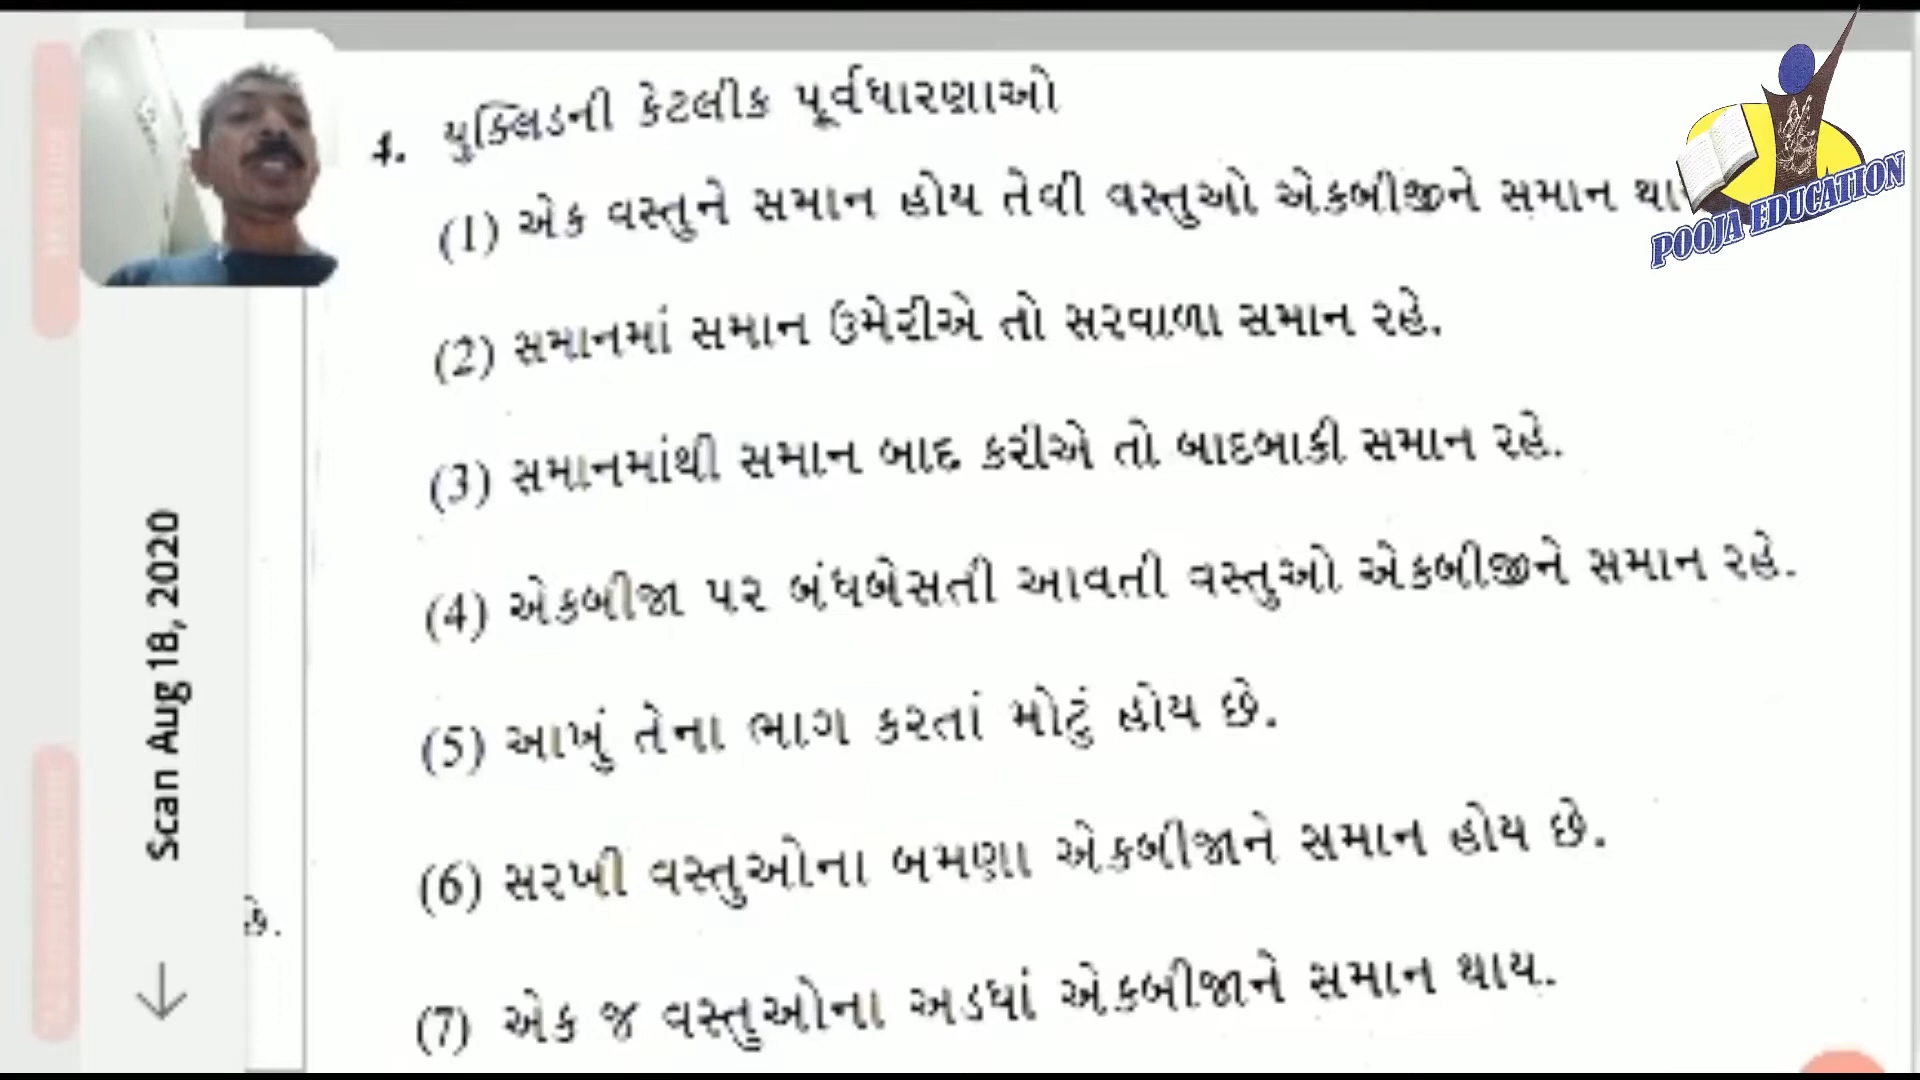 4. યુક્લિડની કેટલીક પૂર્વધારણાઓ
(1) એક વસ્તુને સમાન હોય તેવી વસ્તુઓ એકબીજીને સમાન
(2) સમાનમાં સમાન ઉમેરીએ તો સરવાળા સમાન રહે.
(3) સમાનમાંથી સમાન બાદ કરીએ તો બાદબાકી સમાન રહે.
(4) એકબીજા પર બંધબેસતી આવતી વસ્તુઓ એકબીજીને સમાન રહે.
(5) આખું તેના ભાગ કરતાં મોટું હોય છે.
(6) સરખી વસ્તુઓના બમણા એકબીજાને સમાન હોય છે.
(7) એક જ વસ્તુઓના અડધાં એકબીજાને સમાન થાય.
છે.
Scan Aug 18, 2020
POOJA EDUCATION